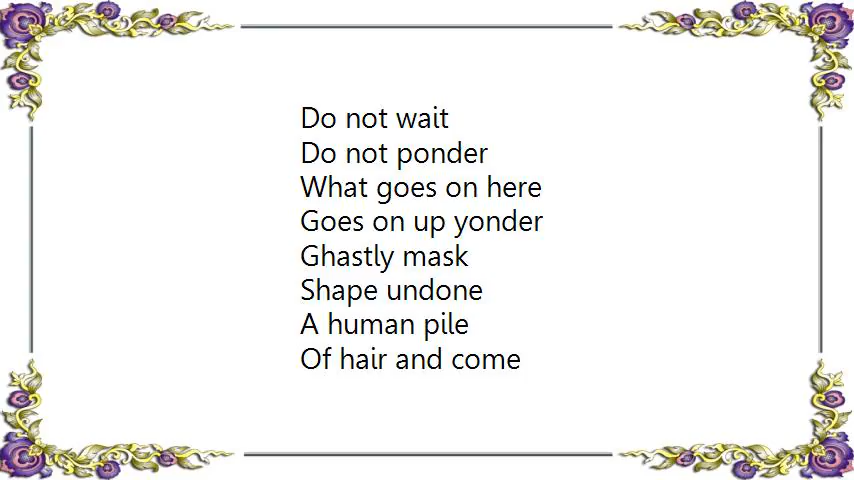 Do not wait
Do not ponder
What goes on here
Goes on up yonder
Ghastly mask
Shape undone
A human pile
Of hair and come